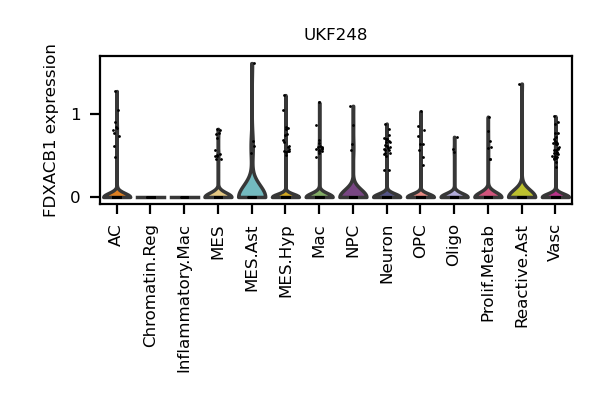 UKF248
FDXACB1 expression
1
0
AC
Chromatin.Reg
Inflammatory.Mac
MES
MES.Ast
MES.Hyp
Mac
NPC
Neuron
OPC
Oligo
Prolif.Metab
Reactive.Ast
Vasc